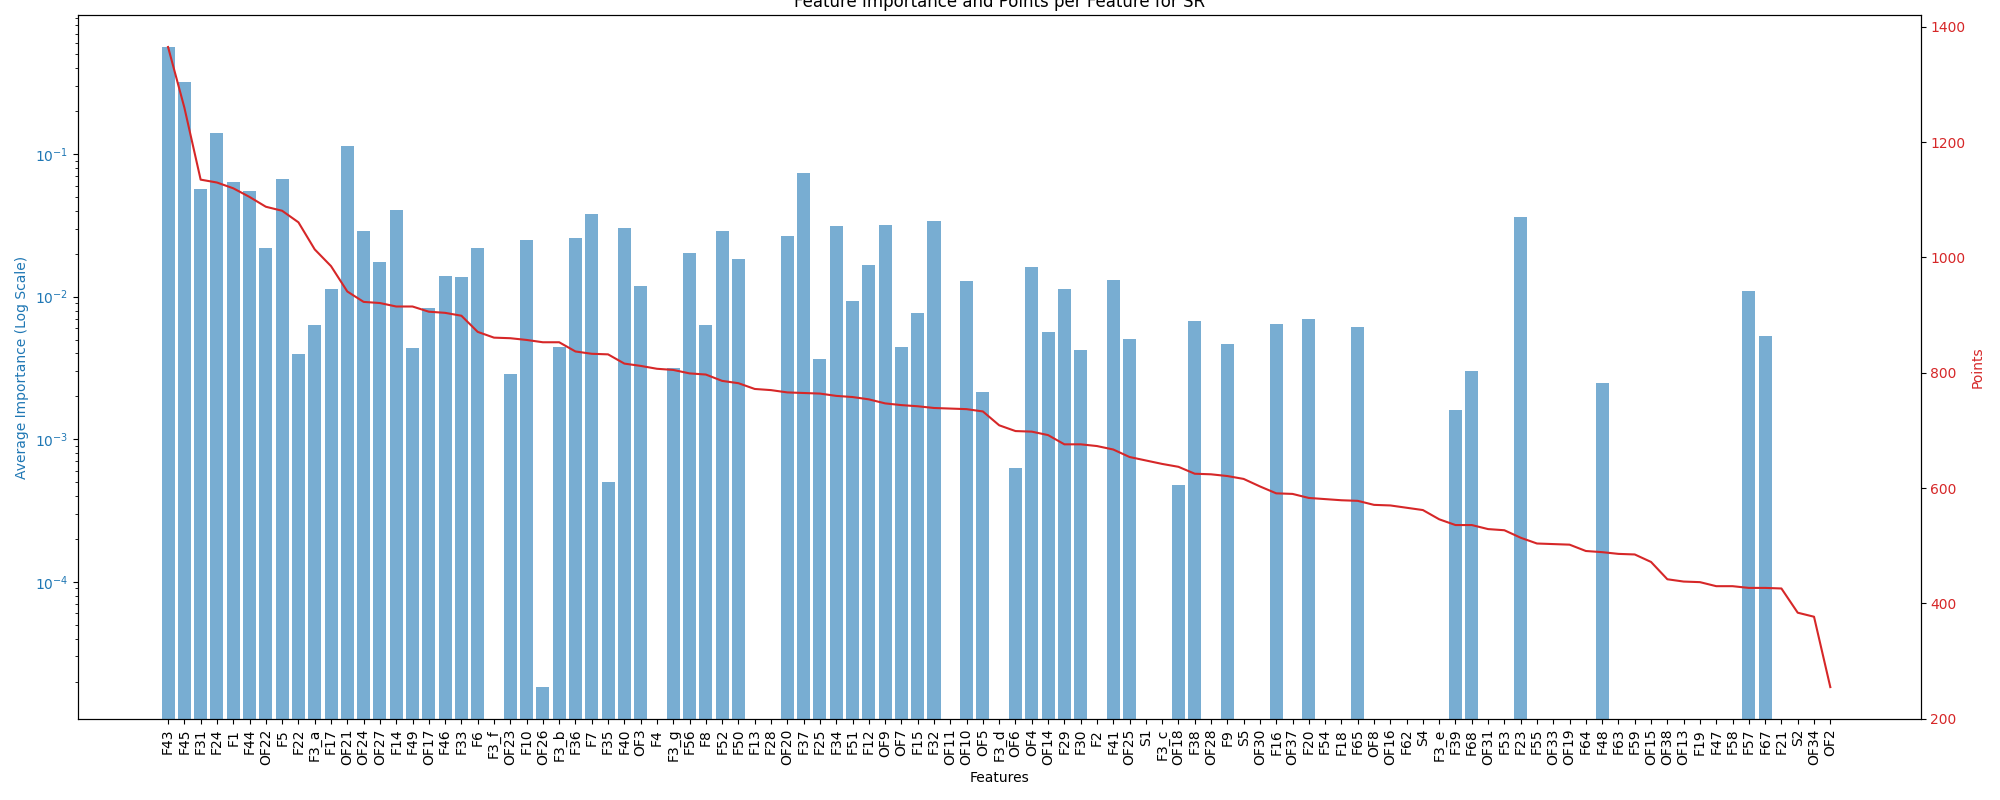 Feature Importance and Points per Feature for SR
10⁻¹
10⁻²
10⁻³
10⁻⁴
Average Importance (Log Scale)
1400
1200
1000
800
600
400
200
Points
F43
F45
F31
F24
F1
F44
OF22
F5
F22
F3_a
F17
OF21
OF24
OF27
F14
F49
OF17
F46
F33
F6
F3_f
OF23
F10
OF26
F3_b
F36
F7
F35
F40
OF3
F4
F3_g
F56
F8
F52
F50
F13
F28
OF20
F37
F25
F34
F51
F12
OF9
OF7
F15
F32
OF11
OF10
OF5
F3_d
OF6
OF4
OF14
F29
F30
F2
F41
OF25
S1
F3_c
OF18
F38
OF28
F9
S5
OF30
F16
OF37
F20
F54
F18
F65
OF8
OF16
F62
S4
F3_e
F39
F68
OF31
F53
F23
F55
OF33
OF19
F64
F48
F63
F59
OF15
OF38
OF13
F19
F47
F58
F57
F67
F21
S2
OF34
OF2
Features